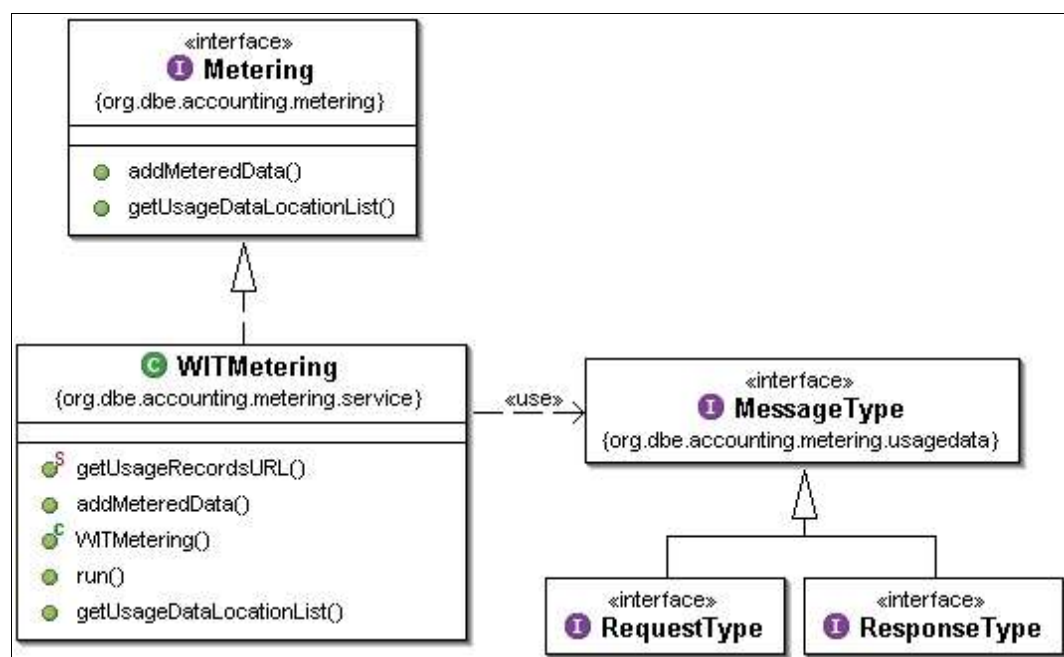 «interface»
I Metering
{org.dbe.accounting.metering}
addMeteredData()
getUsageDataLocationList()
C WITMetering
{org.dbe.accounting.metering.service}
S getUsageRecordsURL()
addMeteredData()
C WITMetering()
run()
getUsageDataLocationList()
«use»
«interface»
I MessageType
{org.dbe.accounting.metering.usagedata}
«interface»
I RequestType
«interface»
I ResponseType